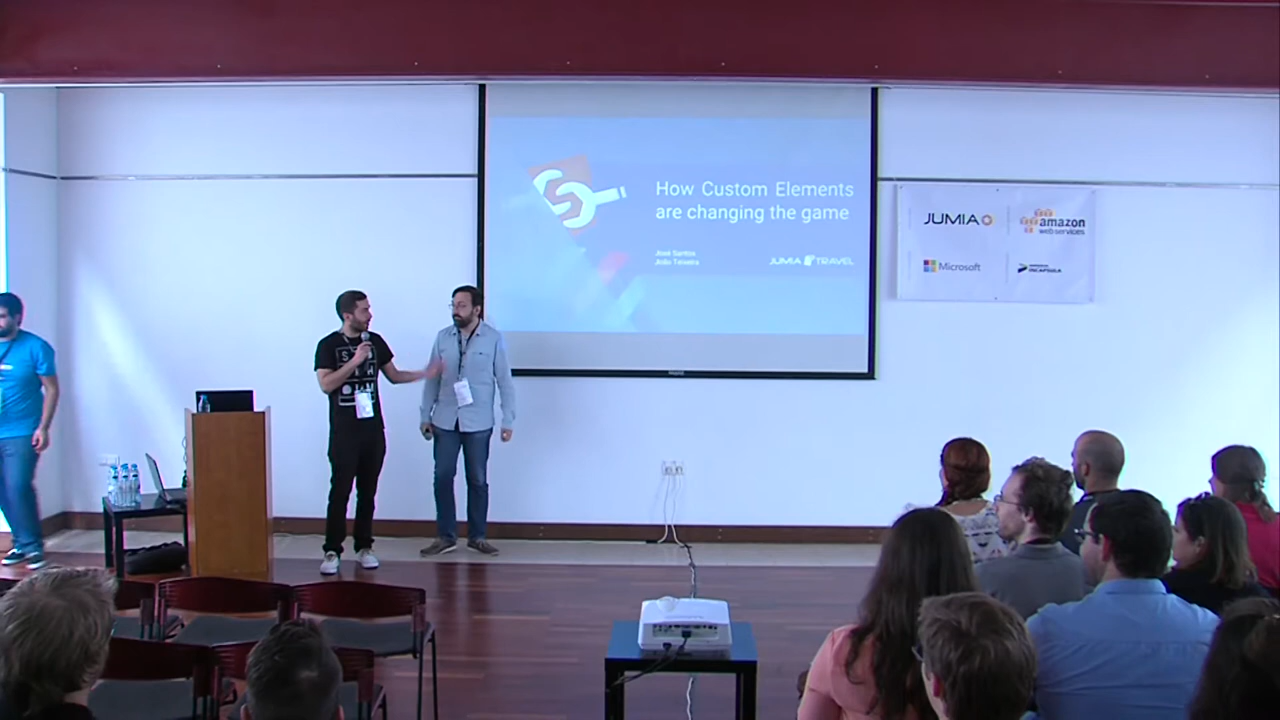 How Custom Elements
are changing the game
José Santos
João Teixeira
JUMIA TRAVEL
JUMIA
amazon
web services
Microsoft
INCAPSULA